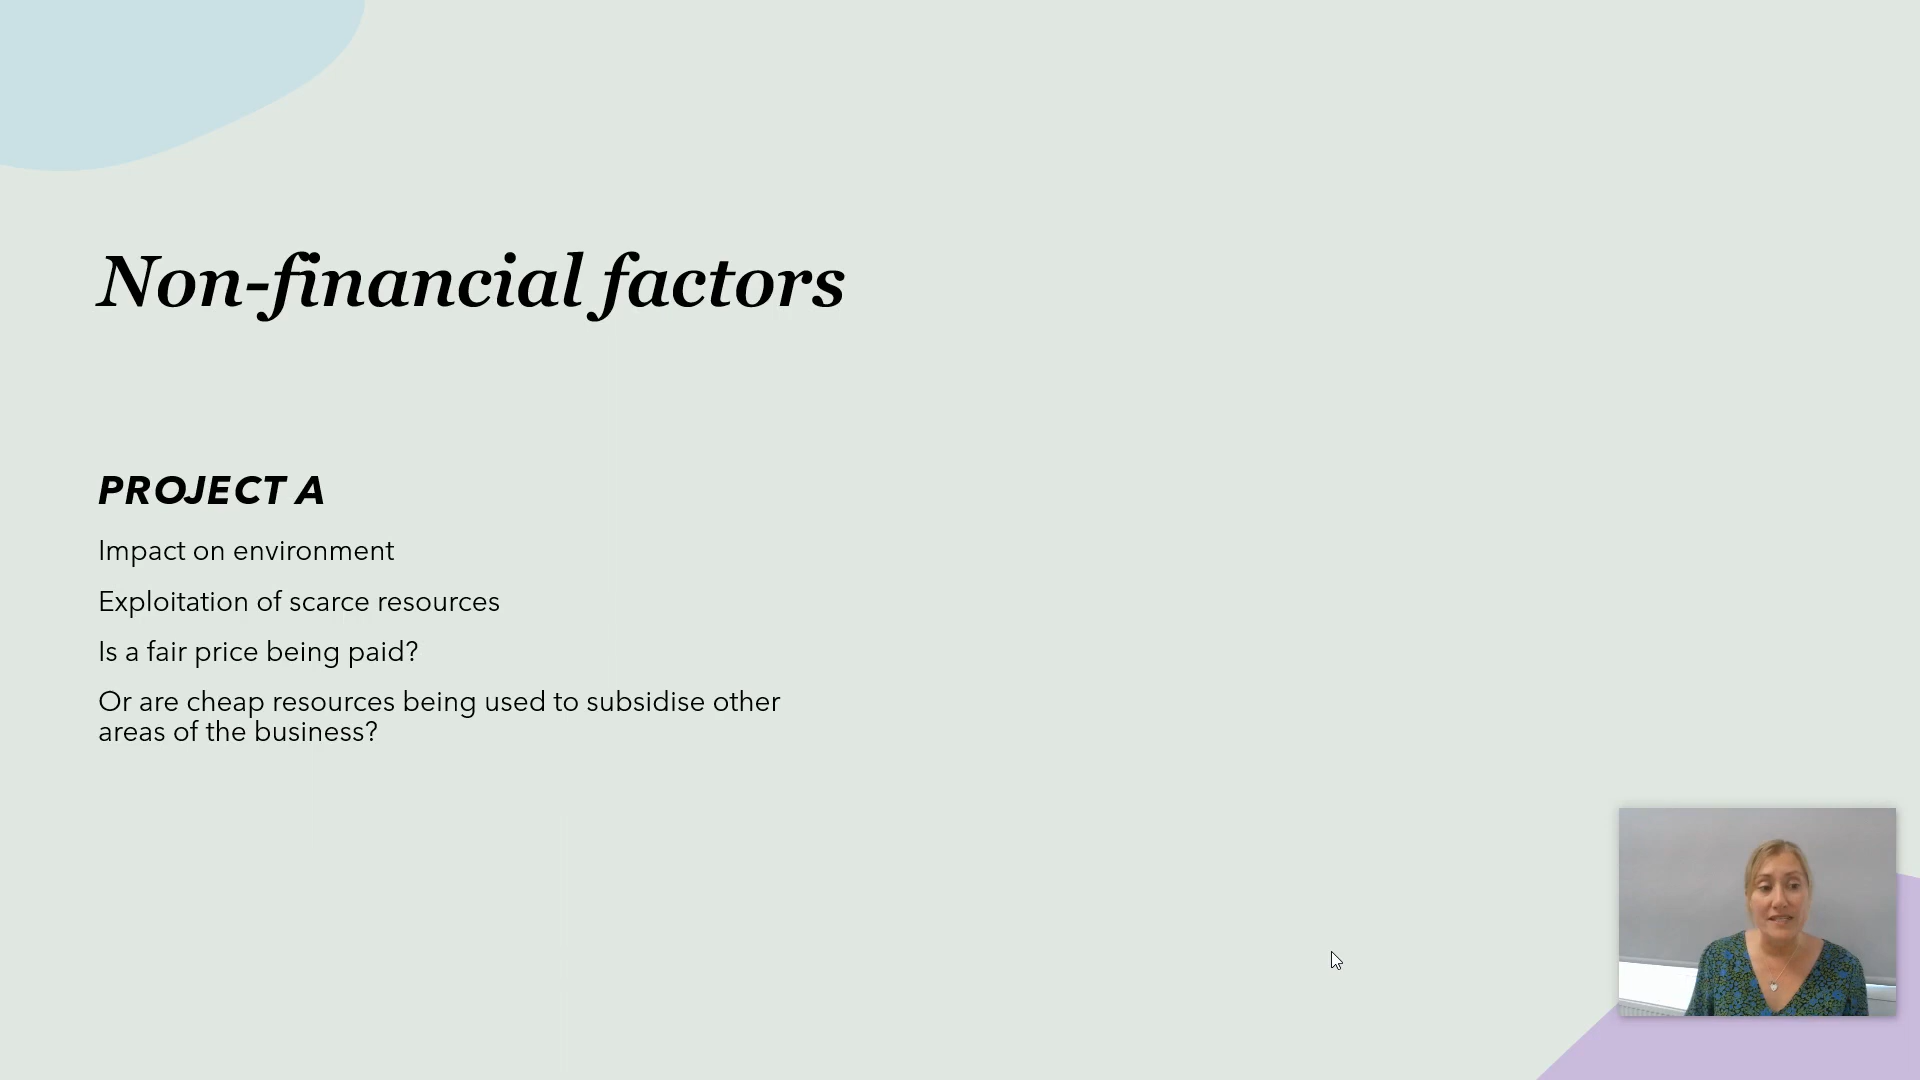 Non-financial factors
PROJECT A
Impact on environment
Exploitation of scarce resources
Is a fair price being paid?
Or are cheap resources being used to subsidise other
areas of the business?